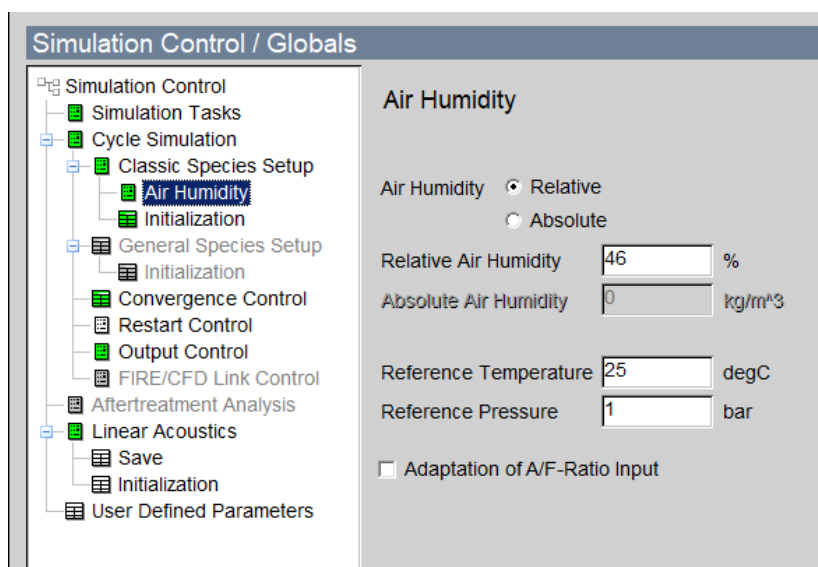 Simulation Control / Globals
Simulation Control
Simulation Tasks
Cycle Simulation
Classic Species Setup
Air Humidity
Initialization
General Species Setup
Initialization
Convergence Control
Restart Control
Output Control
FIRE/CFD Link Control
Aftertreatment Analysis
Linear Acoustics
Save
Initialization
User Defined Parameters
Air Humidity
Air Humidity Relative
Absolute
Relative Air Humidity 46 %
Absolute Air Humidity 0 kg/m^3
Reference Temperature 25 degC
Reference Pressure 1 bar
Adaptation of A/F-Ratio Input